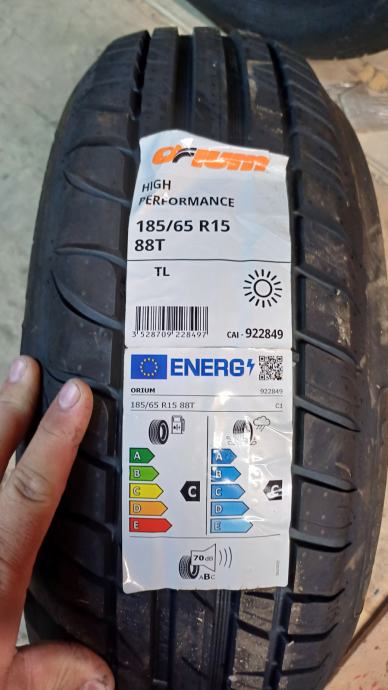 orium
HIGH
PERFORMANCE
185/65 R15
88T
TL
3 528709 228497
CAI - 922849
ENERG
ORIUM 922849
185/65 R15 88T C1
A A
B B
C C C C
D D
E E
70 dB
ABC